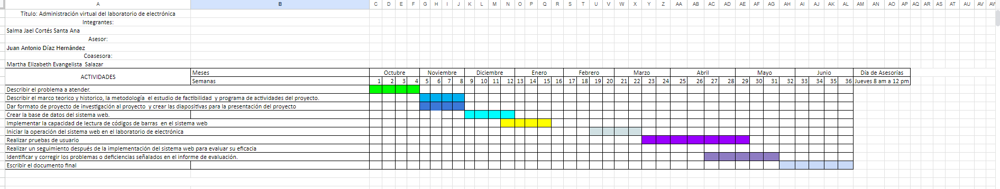 A B C D E F G H I J K L M N O P Q R S T U V W X Y Z AA AB AC AD AE AF AG AH AI AJ AK AL AM AN AO AP AQ AR AS AT AU AV AW
Título: Administración virtual del laboratorio de electrónica
Integrantes:
Salma Jael Cortés Santa Ana
Asesor:
Juan Antonio Díaz Hernández
Coasesora:
Martha Elizabeth Evangelista Salazar
ACTIVIDADES
Meses Octubre Noviembre Diciembre Enero Febrero Marzo Abril Mayo Junio Día de Asesorías
Semanas 1 2 3 4 5 6 7 8 9 10 11 12 13 14 15 16 17 18 19 20 21 22 23 24 25 26 27 28 29 30 31 32 33 34 35 36 Jueves 8 am a 12 pm
Describir el problema a atender.
Describir el marco teorico y historico, la metodología el estudio de factibilidad y programa de actividades del proyecto.
Dar formato de proyecto de investigación al proyecto y crear las diapositivas para la presentación del proyecto
Crear la base de datos del sistema web.
Implementar la capacidad de lectura de códigos de barras en el sistema web
Iniciar la operación del sistema web en el laboratorio de electrónica
Realizar pruebas de usuario
Realizar un seguimiento después de la implementación del sistema web para evaluar su eficacia
Identificar y corregir los problemas o deficiencias señalados en el informe de evaluación.
Escribir el documento final